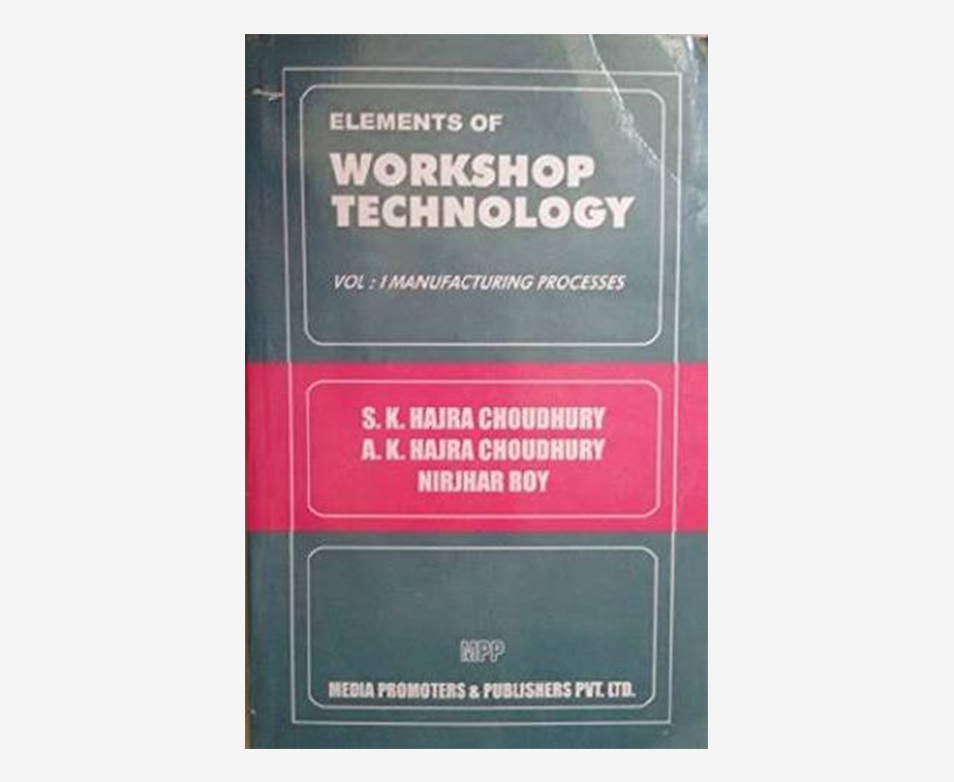 ELEMENTS OF
WORKSHOP
TECHNOLOGY
VOL : I MANUFACTURING PROCESSES
S. K. HAJRA CHOUDHURY
A. K. HAJRA CHOUDHURY
NIRJHAR ROY
MPP
MEDIA PROMOTERS & PUBLISHERS PVT. LTD.